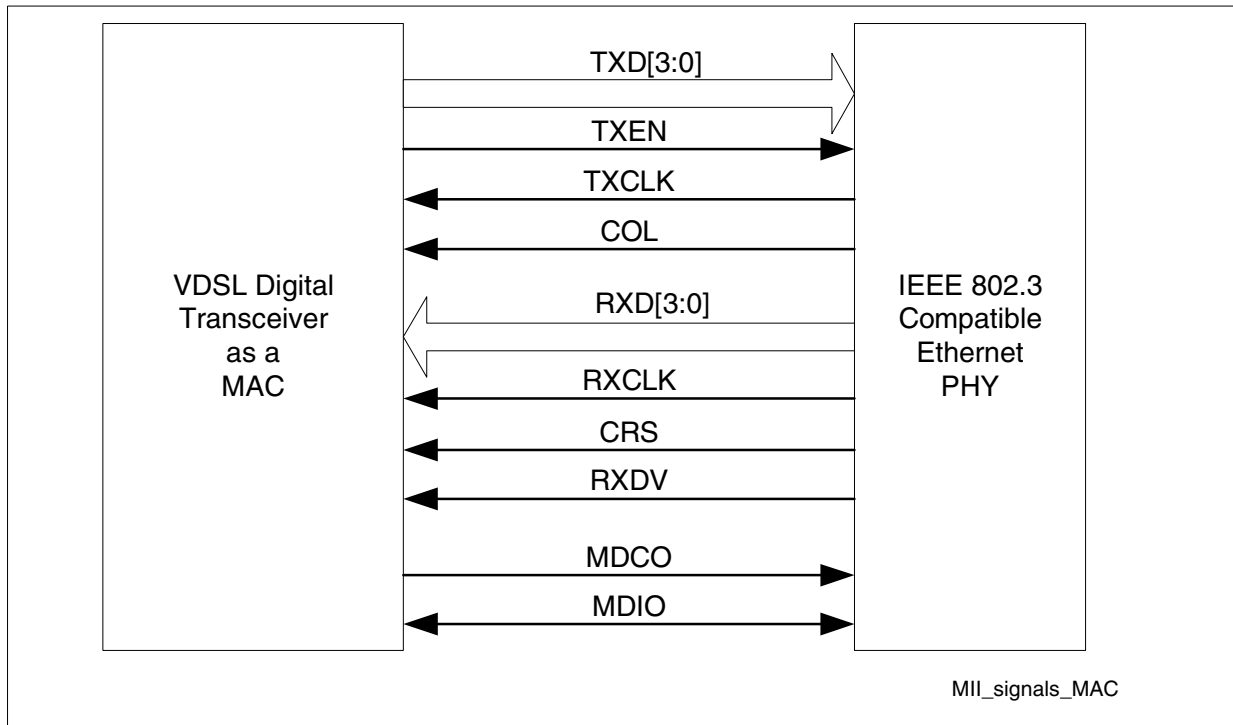 TXD[3:0]
TXEN
TXCLK
COL
VDSL Digital
Transceiver
as a
MAC
RXD[3:0]
IEEE 802.3
Compatible
Ethernet
PHY
RXCLK
CRS
RXDV
MDCO
MDIO
MII_signals_MAC